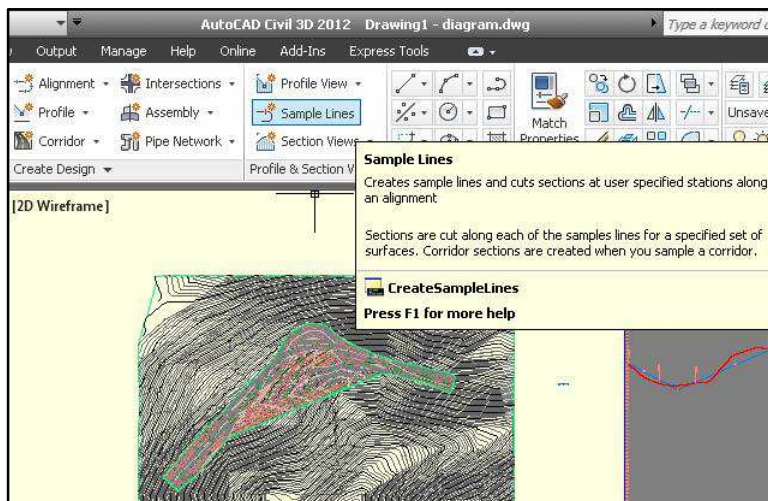 AutoCAD Civil 3D 2012 Drawing1 - diagram.dwg
Type a keyword
Output Manage Help Online Add-Ins Express Tools
Alignment Intersections Profile View
Profile Assembly Sample Lines
Corridor Pipe Network Section Views
Match
Properties
Unsave
Create Design Profile & Section V
Sample Lines
Creates sample lines and cuts sections at user specified stations along
an alignment
Sections are cut along each of the samples lines for a specified set of
surfaces. Corridor sections are created when you sample a corridor.
CreateSampleLines
Press F1 for more help
[2D Wireframe]